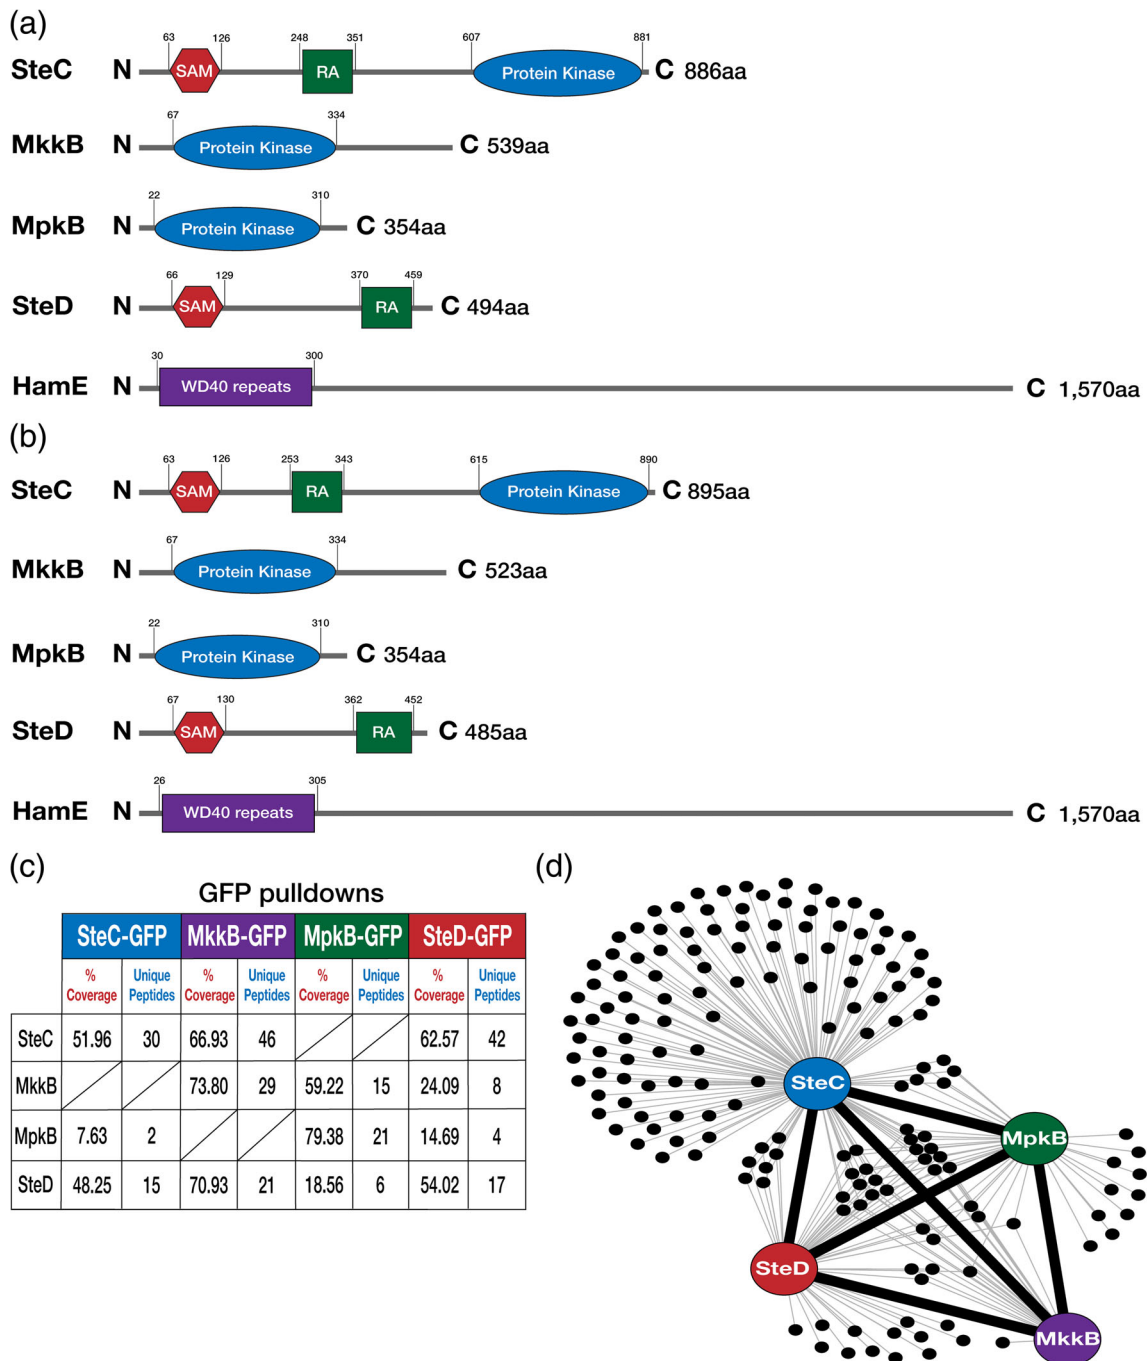 (a)
63 126 248 351 607 881
SteC N SAM RA Protein Kinase C 886aa
67 334
MkkB N Protein Kinase C 539aa
22 310
MpkB N Protein Kinase C 354aa
66 129 370 459
SteD N SAM RA C 494aa
30 300
HamE N WD40 repeats C 1,570aa
(b)
63 126 253 343 615 890
SteC N SAM RA Protein Kinase C 895aa
67 334
MkkB N Protein Kinase C 523aa
22 310
MpkB N Protein Kinase C 354aa
67 130 362 452
SteD N SAM RA C 485aa
26 305
HamE N WD40 repeats C 1,570aa
(c)
GFP pulldowns
SteC-GFP MkkB-GFP MpkB-GFP SteD-GFP
% Unique % Unique % Unique % Unique
Coverage Peptides Coverage Peptides Coverage Peptides Coverage Peptides
SteC 51.96 30 66.93 46 62.57 42
MkkB 73.80 29 59.22 15 24.09 8
MpkB 7.63 2 79.38 21 14.69 4
SteD 48.25 15 70.93 21 18.56 6 54.02 17
(d)
SteC
MpkB
SteD
MkkB